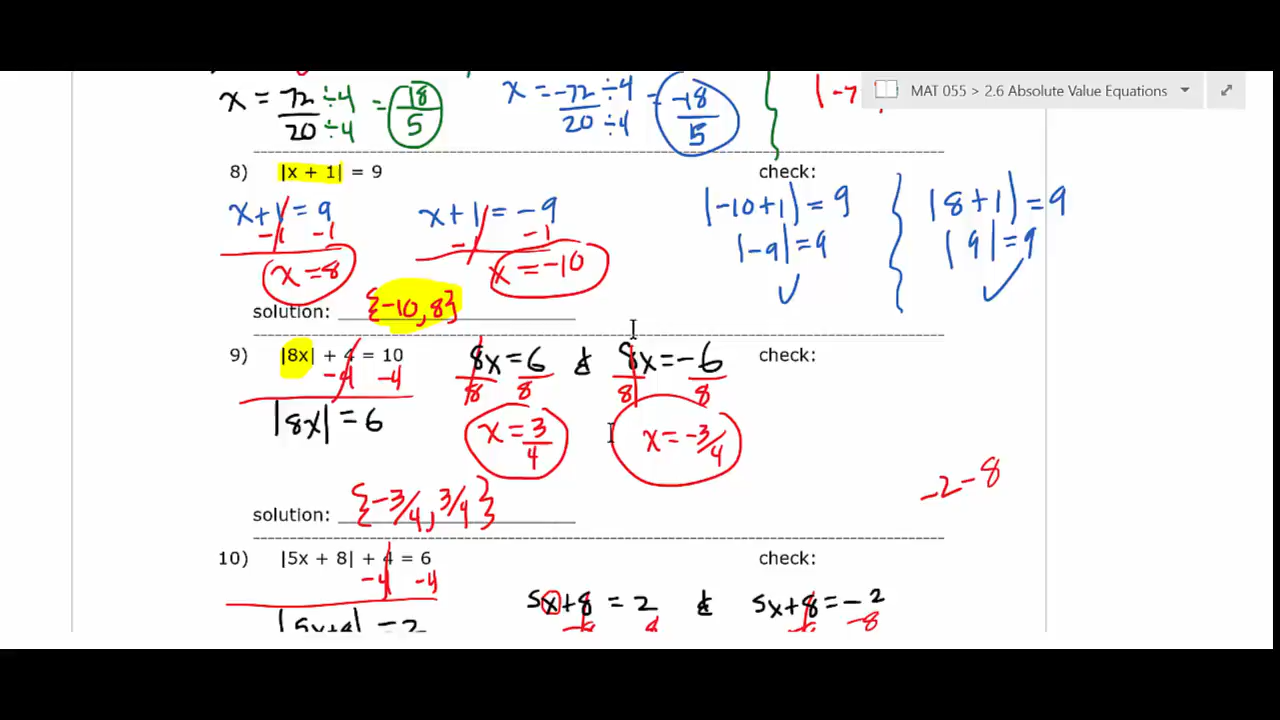 MAT 055 > 2.6 Absolute Value Equations
x = 72 ÷4 / 20 ÷4 = 18/5
x = -72 ÷4 / 20 ÷4 = -18/5
|-7
8) |x + 1| = 9
check:
x+1 = 9
x+1 = -9
|-10+1| = 9
|8+1| = 9
-1 -1
-1 -1
|-9| = 9
|9| = 9
x = 8
x = -10
solution: {-10, 8}
9) |8x| + 4 = 10
8x = 6 & 8x = -6
check:
-4 -4
8 8
8 8
|8x| = 6
x = 3/4
x = -3/4
-2-8
solution: {-3/4, 3/4}
10) |5x + 8| + 4 = 6
check:
-4 -4
5x+8 = 2 & 5x+8 = -2
-8 8
-8 -8